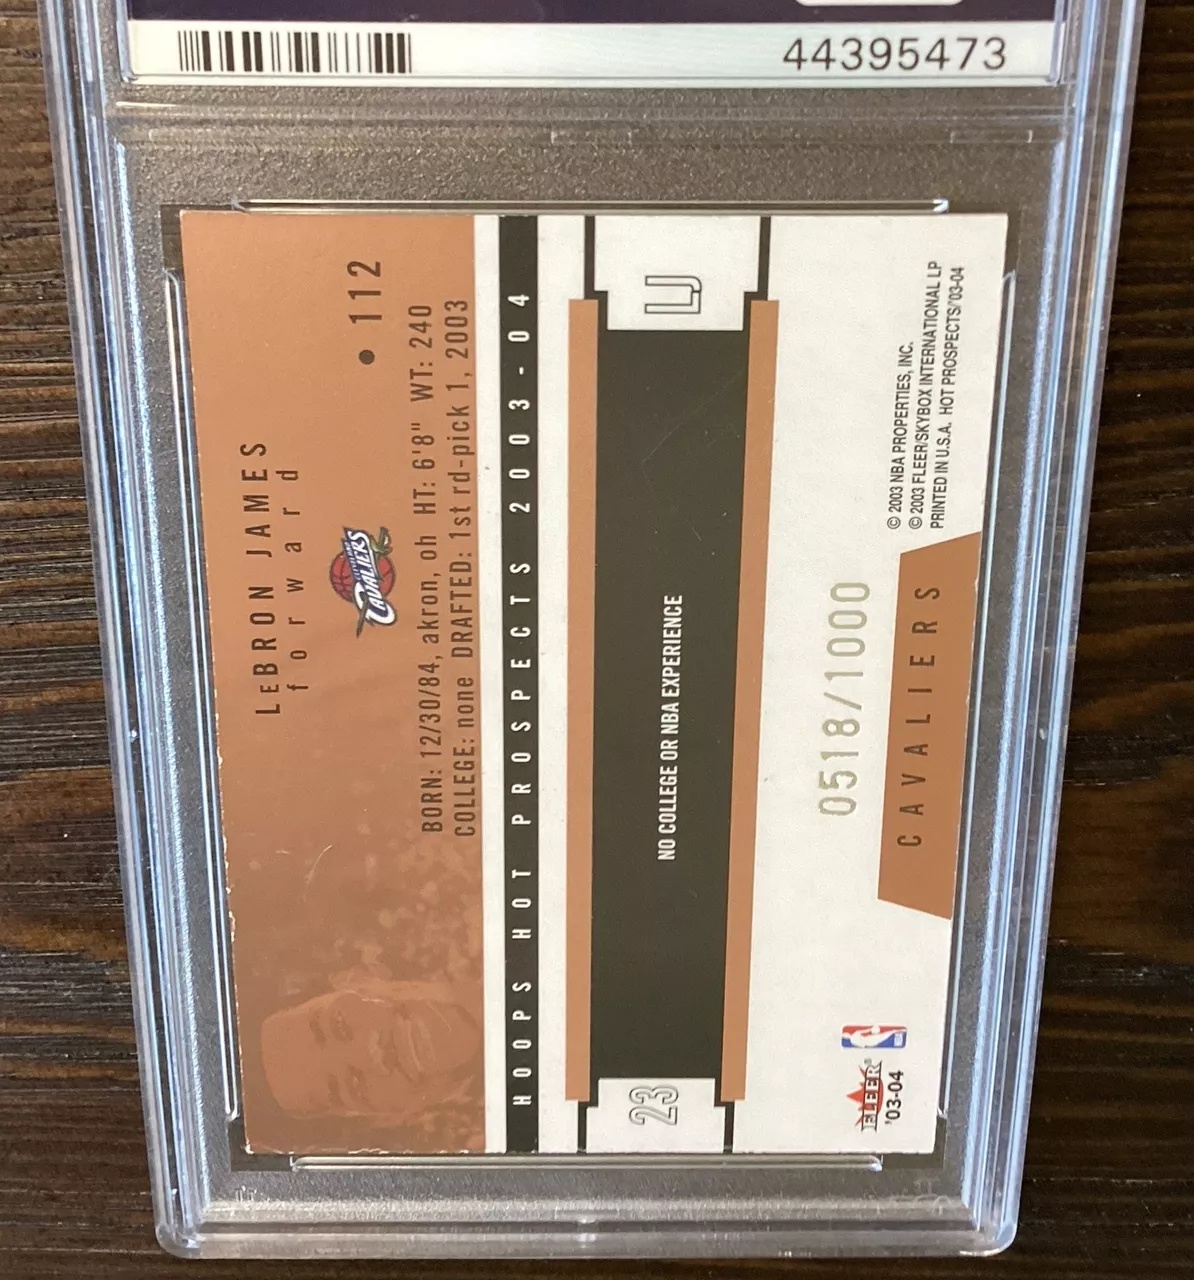 44395473
• 112
LeBRON JAMES
forward
CAVALIERS
BORN: 12/30/84, akron, oh HT: 6'8" WT: 240
COLLEGE: none DRAFTED: 1st rd-pick 1, 2003
HOOPS HOT PROSPECTS 2003-04
23
NO COLLEGE OR NBA EXPERIENCE
LJ
0518/1000
CAVALIERS
© 2003 NBA PROPERTIES, INC.
© 2003 FLEER/SKYBOX INTERNATIONAL LP
PRINTED IN U.S.A. HOT PROSPECTS/'03-04
FLEER
'03-04